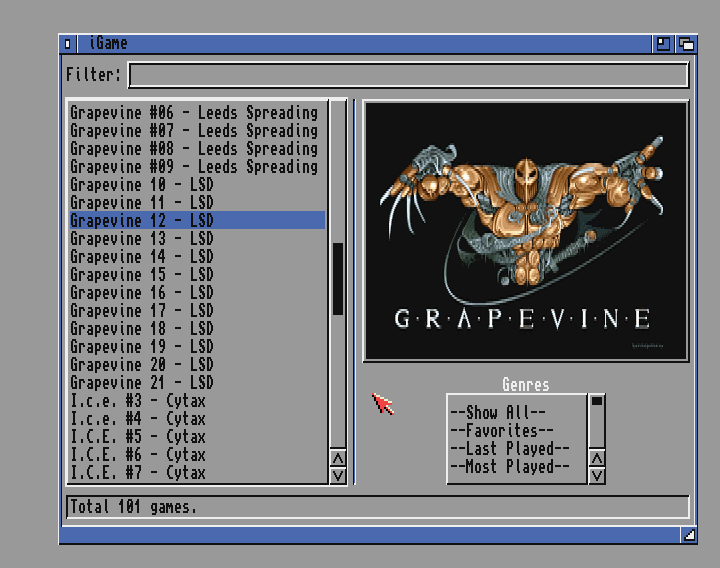 iGame
Filter:
Grapevine #06 - Leeds Spreading
Grapevine #07 - Leeds Spreading
Grapevine #08 - Leeds Spreading
Grapevine #09 - Leeds Spreading
Grapevine 10 - LSD
Grapevine 11 - LSD
Grapevine 12 - LSD
Grapevine 13 - LSD
Grapevine 14 - LSD
Grapevine 15 - LSD
Grapevine 16 - LSD
Grapevine 17 - LSD
Grapevine 18 - LSD
Grapevine 19 - LSD
Grapevine 20 - LSD
Grapevine 21 - LSD
I.c.e. #3 - Cytax
I.c.e. #4 - Cytax
I.C.E. #5 - Cytax
I.C.E. #6 - Cytax
I.C.E. #7 - Cytax
G·R·A·P·E·V·I·N·E
Genres
--Show All--
--Favorites--
--Last Played--
--Most Played--
Total 101 games.